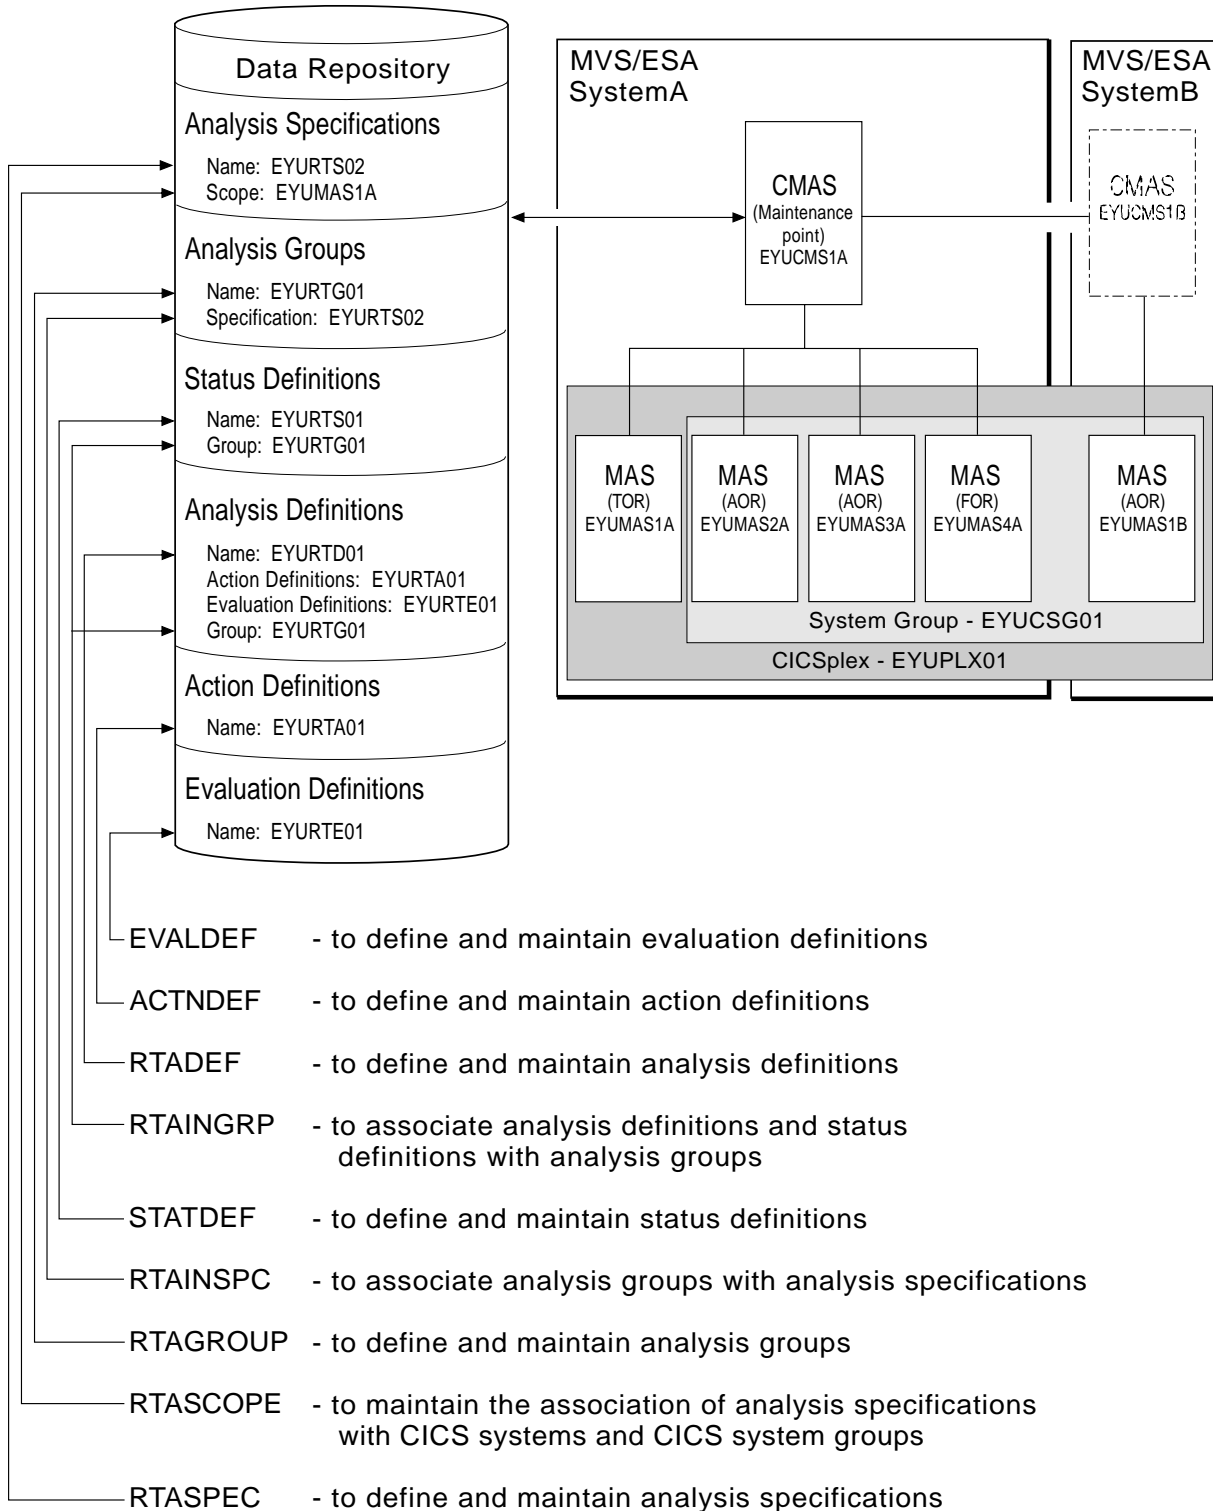 Data Repository
Analysis Specifications
Name: EYURTS02
Scope: EYUMAS1A
Analysis Groups
Name: EYURTG01
Specification: EYURTS02
Status Definitions
Name: EYURTS01
Group: EYURTG01
Analysis Definitions
Name: EYURTD01
Action Definitions: EYURTA01
Evaluation Definitions: EYURTE01
Group: EYURTG01
Action Definitions
Name: EYURTA01
Evaluation Definitions
Name: EYURTE01
MVS/ESA
SystemA
CMAS
(Maintenance
point)
EYUCMS1A
MVS/ESA
SystemB
CMAS
EYUCMS1B
MAS
(TOR)
EYUMAS1A
MAS
(AOR)
EYUMAS2A
MAS
(AOR)
EYUMAS3A
MAS
(FOR)
EYUMAS4A
MAS
(AOR)
EYUMAS1B
System Group - EYUCSG01
CICSplex - EYUPLX01
EVALDEF - to define and maintain evaluation definitions
ACTNDEF - to define and maintain action definitions
RTADEF - to define and maintain analysis definitions
RTAINGRP - to associate analysis definitions and status
definitions with analysis groups
STATDEF - to define and maintain status definitions
RTAINSPC - to associate analysis groups with analysis specifications
RTAGROUP - to define and maintain analysis groups
RTASCOPE - to maintain the association of analysis specifications
with CICS systems and CICS system groups
RTASPEC - to define and maintain analysis specifications